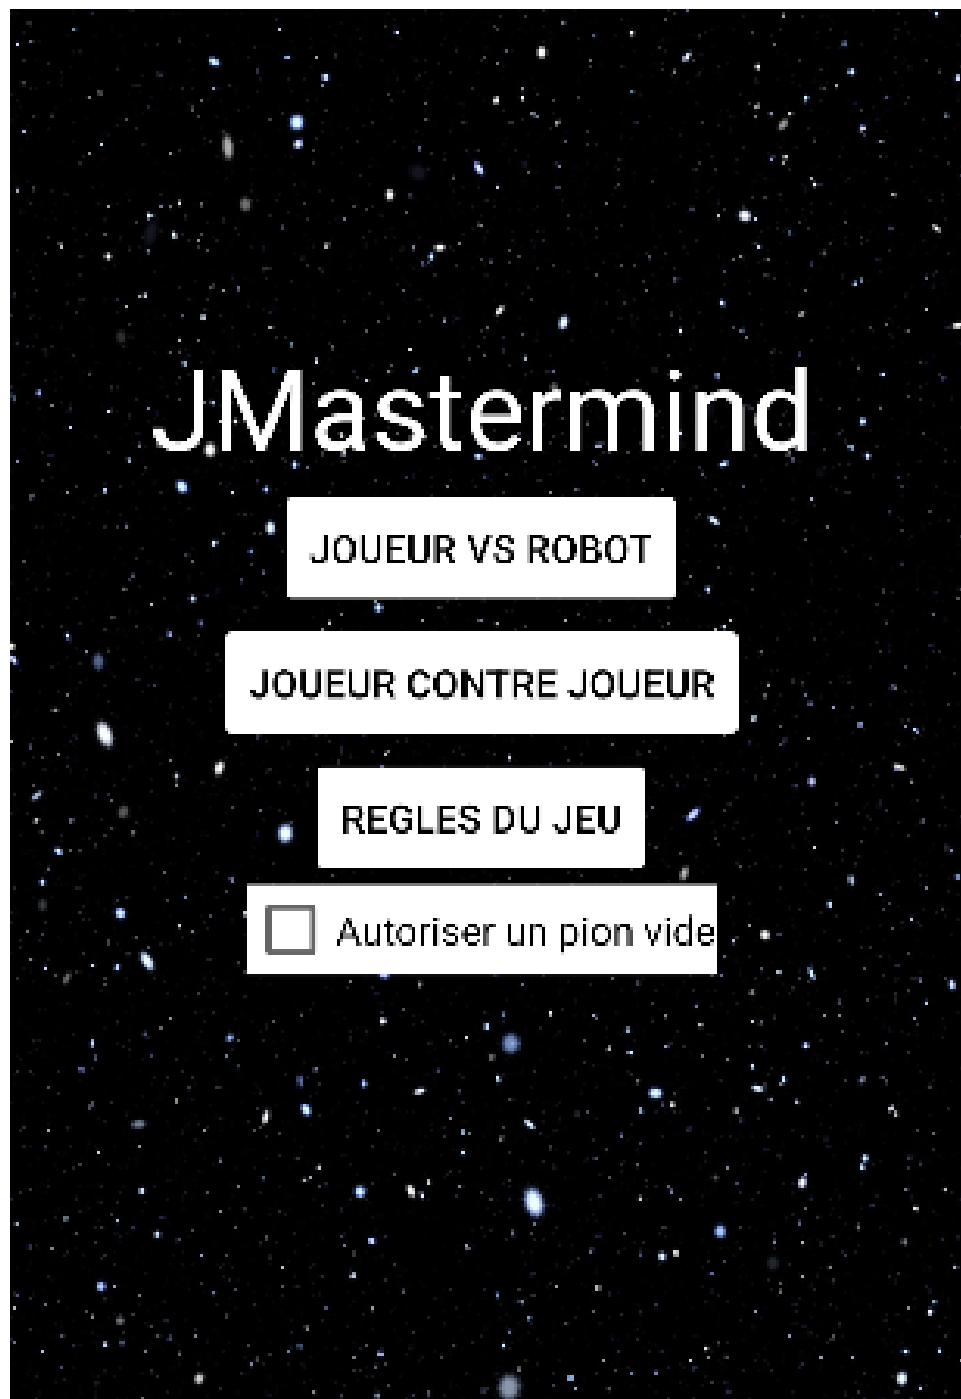 JMastermind
JOUEUR VS ROBOT
JOUEUR CONTRE JOUEUR
REGLES DU JEU
Autoriser un pion vide